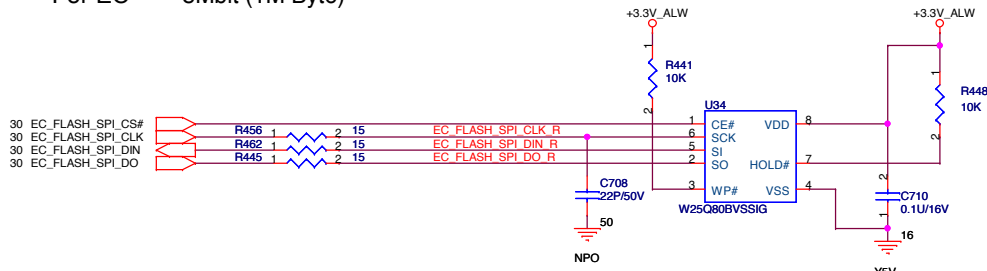 +3.3V_ALW
+3.3V_ALW
1
R441
10K
2
1
R448
10K
2
U34
30 EC_FLASH_SPI_CS#
30 EC_FLASH_SPI_CLK
30 EC_FLASH_SPI_DIN
30 EC_FLASH_SPI_DO
R456 1 2 15 EC_FLASH_SPI_CLK_R
R462 1 2 15 EC_FLASH_SPI_DIN_R
R445 1 2 15 EC_FLASH_SPI_DO_R
1 CE# VDD 8
6 SCK
5 SI
2 SO HOLD# 7
3 WP# VSS 4
W25Q80BVSSIG
C708
22P/50V
50
NPO
2
C710
0.1U/16V
1
16